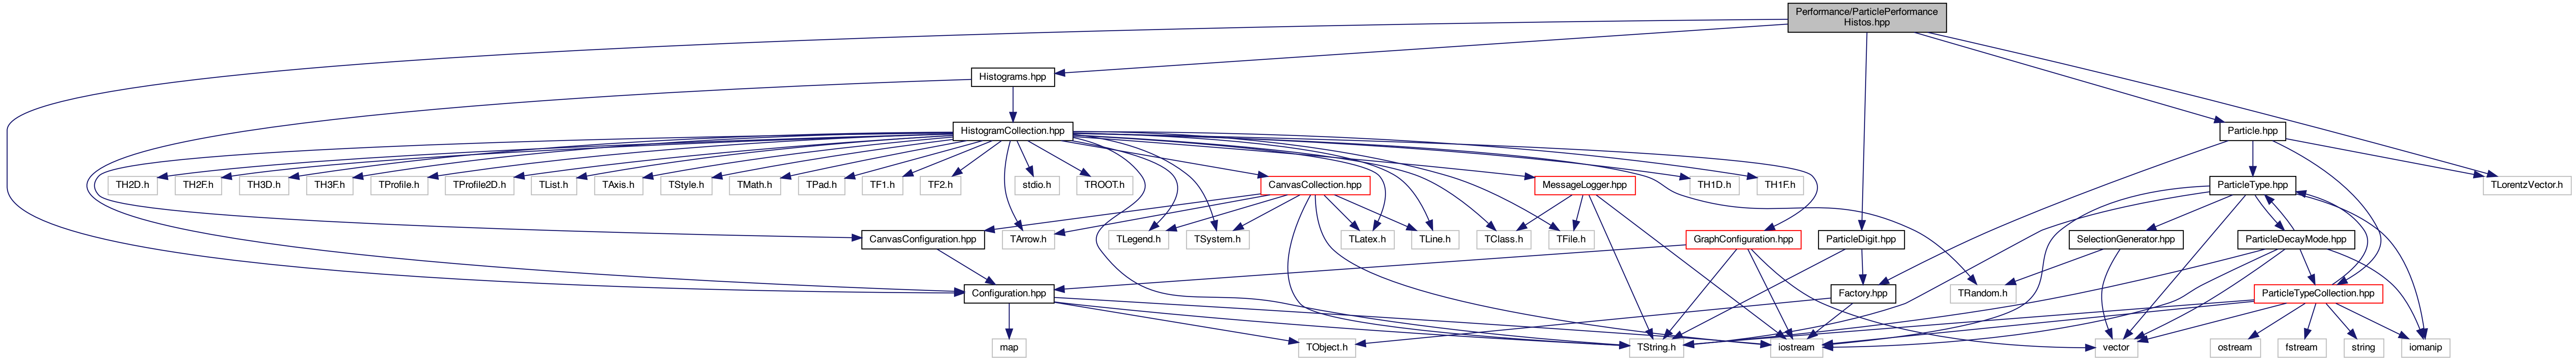 Performance/ParticlePerformance
Histos.hpp
Histograms.hpp
HistogramCollection.hpp
Particle.hpp
TH2D.h
TH2F.h
TH3D.h
TH3F.h
TProfile.h
TProfile2D.h
TList.h
TAxis.h
TStyle.h
TMath.h
TPad.h
TF1.h
TF2.h
stdio.h
TROOT.h
CanvasCollection.hpp
MessageLogger.hpp
TH1D.h
TH1F.h
ParticleType.hpp
TLorentzVector.h
CanvasConfiguration.hpp
TArrow.h
TLegend.h
TSystem.h
TLatex.h
TLine.h
TClass.h
TFile.h
GraphConfiguration.hpp
ParticleDigit.hpp
SelectionGenerator.hpp
ParticleDecayMode.hpp
Configuration.hpp
Factory.hpp
TRandom.h
ParticleTypeCollection.hpp
map
TObject.h
TString.h
iostream
vector
ostream
fstream
string
iomanip